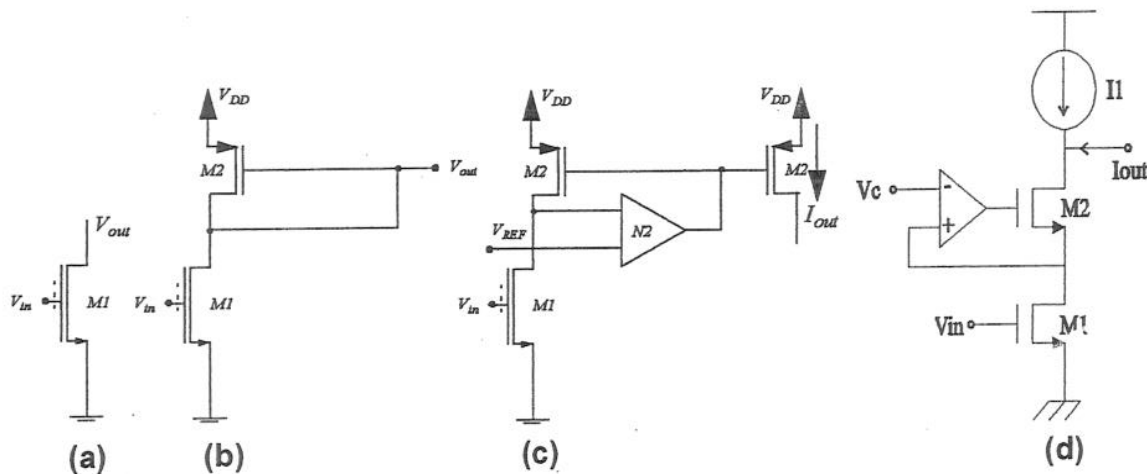 Vout
Vin
M1
(a)
VDD
M2
Vout
Vin
M1
(b)
VDD
VDD
M2
M2
N2
VREF
Iout
Vin
M1
(c)
I1
Iout
Vc
-
+
M2
Vin
M1
(d)